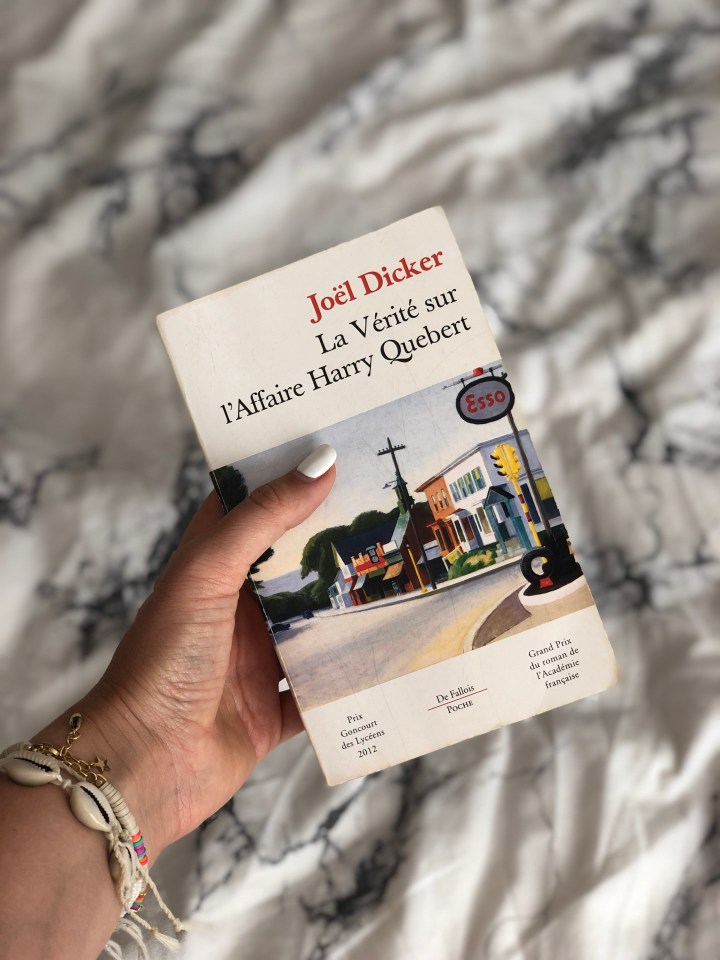 Joël Dicker
La Vérité sur
l'Affaire Harry Quebert
Esso
Prix
Goncourt
des Lycéens
2012
De Fallois
POCHE
Grand Prix
du roman de
l'Académie
française